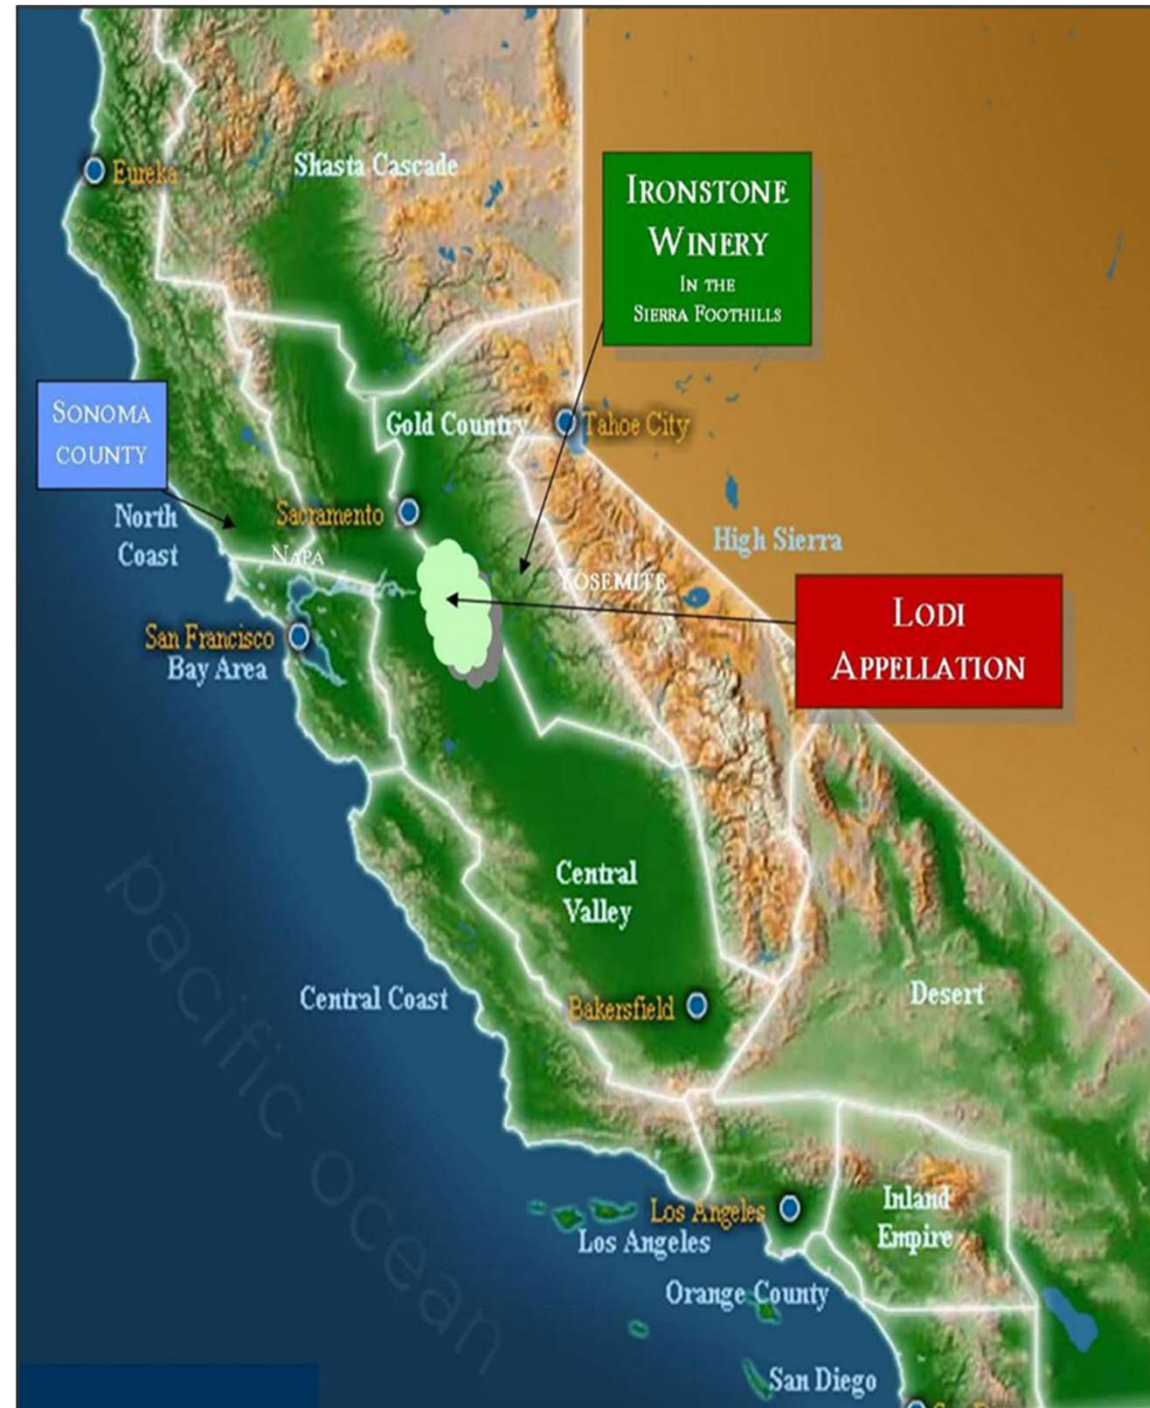 Shasta Cascade
Eureka
IRONSTONE
WINERY
IN THE
SIERRA FOOTHILLS
SONOMA
COUNTY
Gold Country
Tahoe City
North
Coast
Sacramento
High Sierra
NAPA
YOSEMITE
LODI
APPELLATION
San Francisco
Bay Area
Central
Valley
pacific ocean
Central Coast
Bakersfield
Desert
Inland
Empire
Los Angeles
Los Angeles
Orange County
San Diego